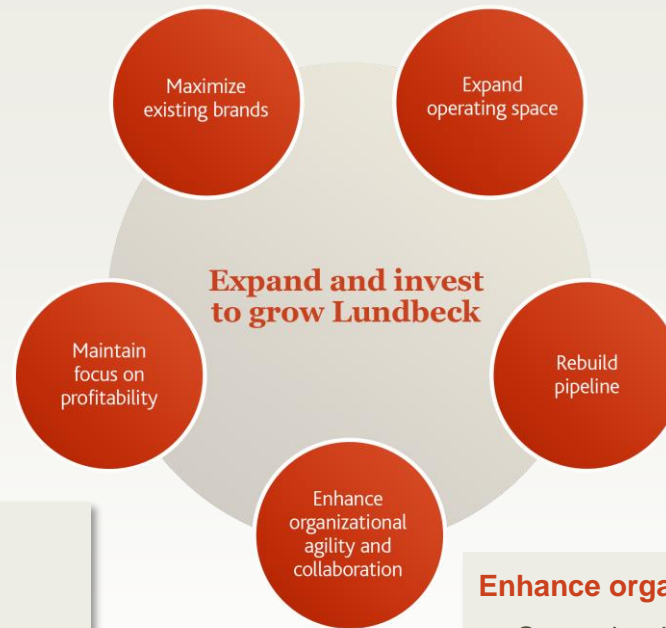 Maximize
existing brands
Expand
operating space
Expand and invest
to grow Lundbeck
Maintain
focus on
profitability
Rebuild
pipeline
Enhance
organizational
agility and
collaboration
Enhance orga